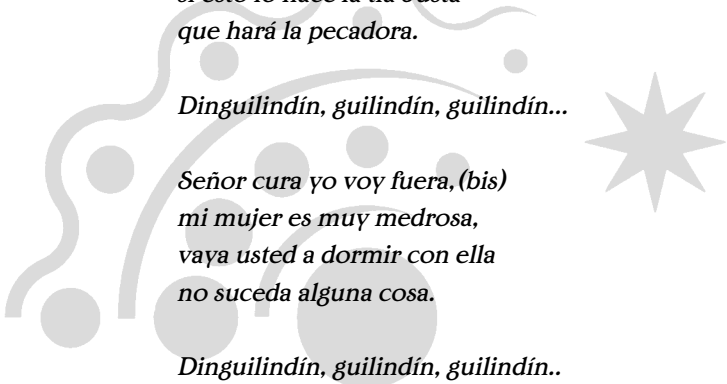 que hará la pecadora.
Dinguilindín, guilindín, guilindín...
Señor cura yo voy fuera,(bis)
mi mujer es muy medrosa,
vaya usted a dormir con ella
no suceda alguna cosa.
Dinguilindín, guilindín, guilindín..